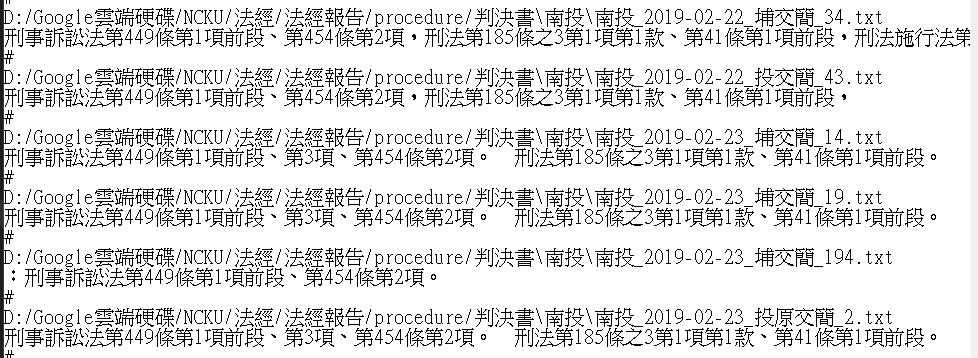 #
D:/Google雲端硬碟/NCKU/法經/法經報告/procedure/判決書\南投\南投_2019-02-22_埔交簡_34.txt
刑事訴訟法第449條第1項前段、第454條第2項，刑法第185條之3第1項第1款、第41條第1項前段，刑法施行法第
#
D:/Google雲端硬碟/NCKU/法經/法經報告/procedure/判決書\南投\南投_2019-02-22_投交簡_43.txt
刑事訴訟法第449條第1項前段、第454條第2項，刑法第185條之3第1項第1款、第41條第1項前段，
#
D:/Google雲端硬碟/NCKU/法經/法經報告/procedure/判決書\南投\南投_2019-02-23_埔交簡_14.txt
刑事訴訟法第449條第1項前段、第3項、第454條第2項。　刑法第185條之3第1項第1款、第41條第1項前段。
#
D:/Google雲端硬碟/NCKU/法經/法經報告/procedure/判決書\南投\南投_2019-02-23_埔交簡_19.txt
刑事訴訟法第449條第1項前段、第3項、第454條第2項。　刑法第185條之3第1項第1款、第41條第1項前段。
#
D:/Google雲端硬碟/NCKU/法經/法經報告/procedure/判決書\南投\南投_2019-02-23_埔交簡_194.txt
：刑事訴訟法第449條第1項前段、第454條第2項。
#
D:/Google雲端硬碟/NCKU/法經/法經報告/procedure/判決書\南投\南投_2019-02-23_投原交簡_2.txt
刑事訴訟法第449條第1項前段、第3項、第454條第2項。　刑法第185條之3第1項第1款、第41條第1項前段。
#